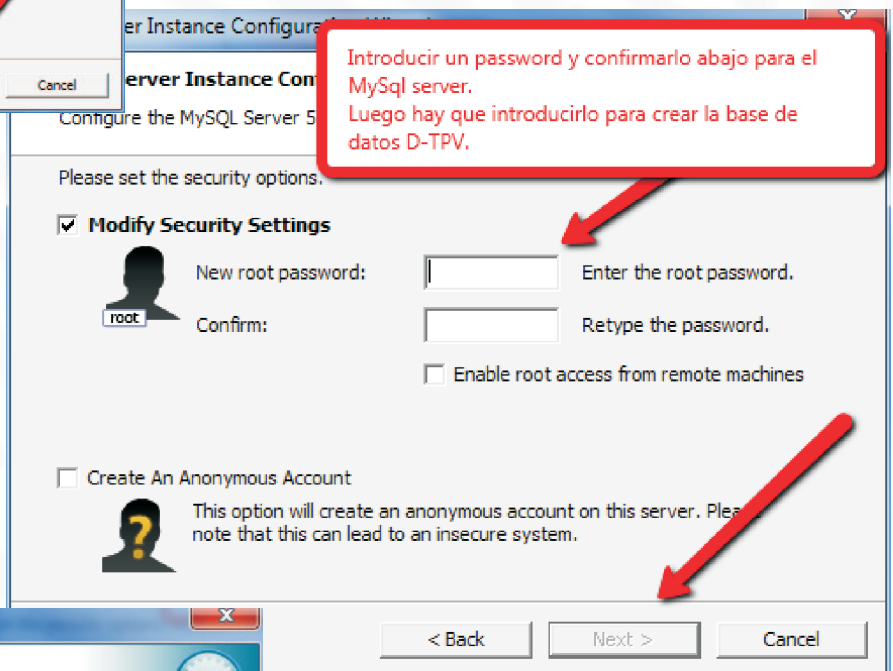 er Instance Configura
Introducir un password y confirmarlo abajo para el
MySql server.
Luego hay que introducirlo para crear la base de
datos D-TPV.
Cancel
erver Instance Con
Configure the MySQL Server 5
Please set the security options.
Modify Security Settings
root
New root password:
Enter the root password.
Confirm:
Retype the password.
Enable root access from remote machines
Create An Anonymous Account
This option will create an anonymous account on this server. Plea
note that this can lead to an insecure system.
< Back
Next >
Cancel